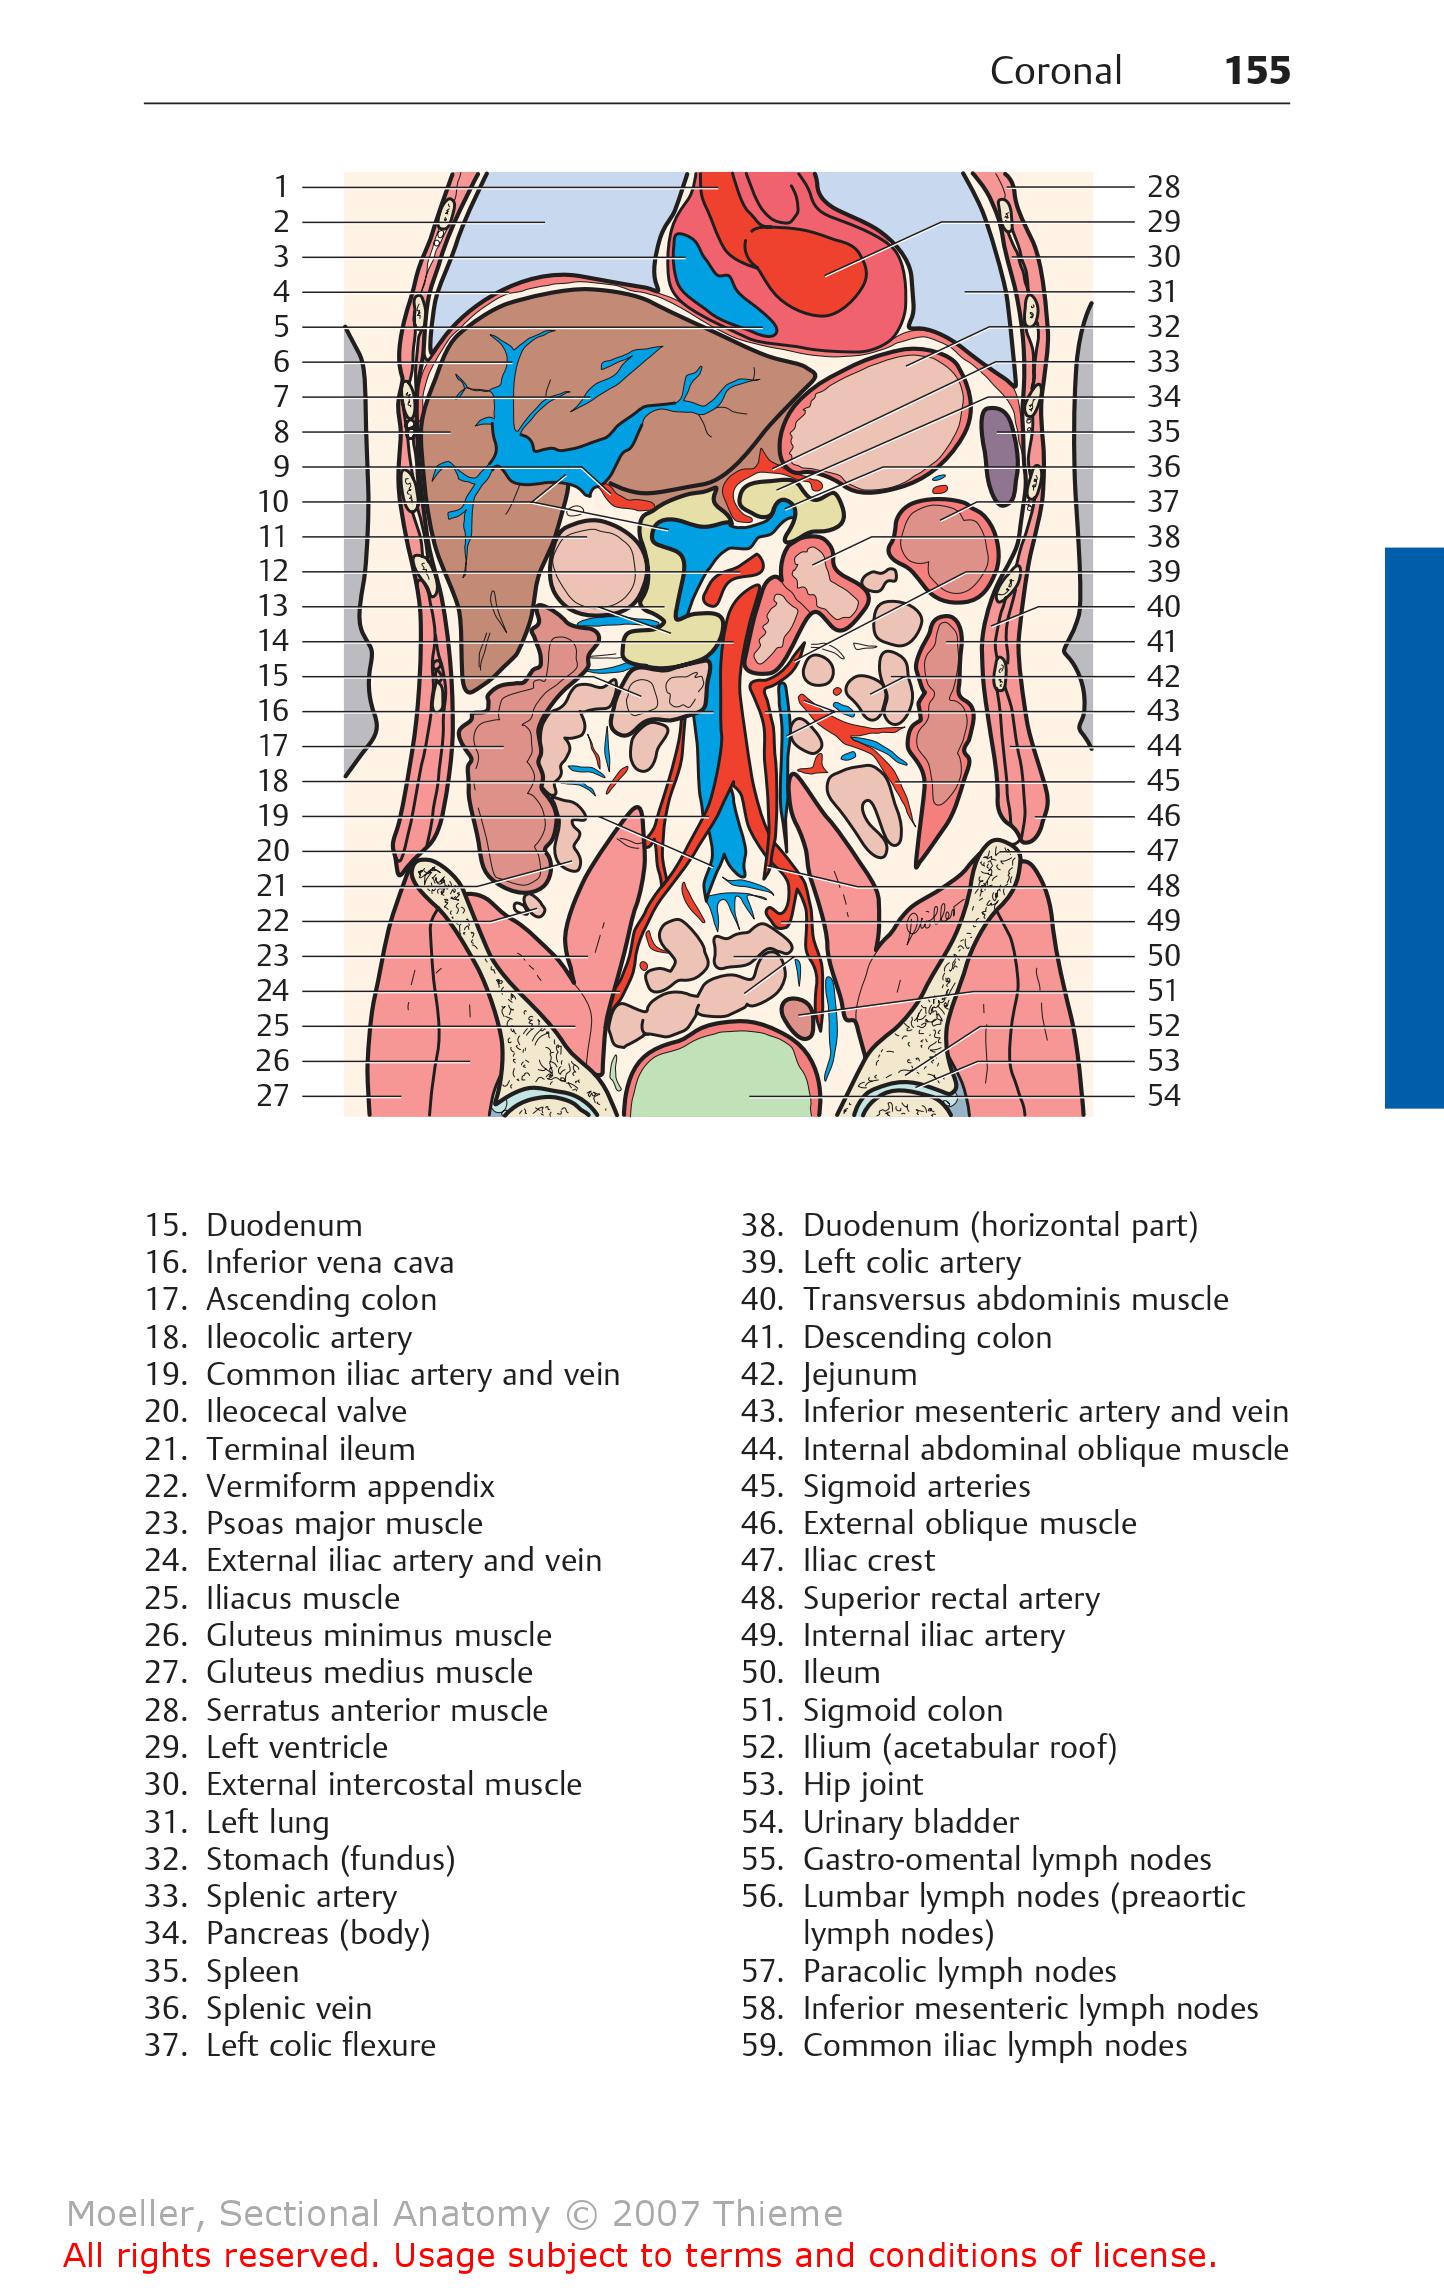 Coronal 155
1
2
3
4
5
6
7
8
9
10
11
12
13
14
15
16
17
18
19
20
21
22
23
24
25
26
27
28
29
30
31
32
33
34
35
36
37
38
39
40
41
42
43
44
45
46
47
48
49
50
51
52
53
54
15. Duodenum
16. Inferior vena cava
17. Ascending colon
18. Ileocolic artery
19. Common iliac artery and vein
20. Ileocecal valve
21. Terminal ileum
22. Vermiform appendix
23. Psoas major muscle
24. External iliac artery and vein
25. Iliacus muscle
26. Gluteus minimus muscle
27. Gluteus medius muscle
28. Serratus anterior muscle
29. Left ventricle
30. External intercostal muscle
31. Left lung
32. Stomach (fundus)
33. Splenic artery
34. Pancreas (body)
35. Spleen
36. Splenic vein
37. Left colic flexure
38. Duodenum (horizontal part)
39. Left colic artery
40. Transversus abdominis muscle
41. Descending colon
42. Jejunum
43. Inferior mesenteric artery and vein
44. Internal abdominal oblique muscle
45. Sigmoid arteries
46. External oblique muscle
47. Iliac crest
48. Superior rectal artery
49. Internal iliac artery
50. Ileum
51. Sigmoid colon
52. Ilium (acetabular roof)
53. Hip joint
54. Urinary bladder
55. Gastro-omental lymph nodes
56. Lumbar lymph nodes (preaortic
lymph nodes)
57. Paracolic lymph nodes
58. Inferior mesenteric lymph nodes
59. Common iliac lymph nodes
Moeller, Sectional Anatomy © 2007 Thieme
All rights reserved. Usage subject to terms and conditions of license.